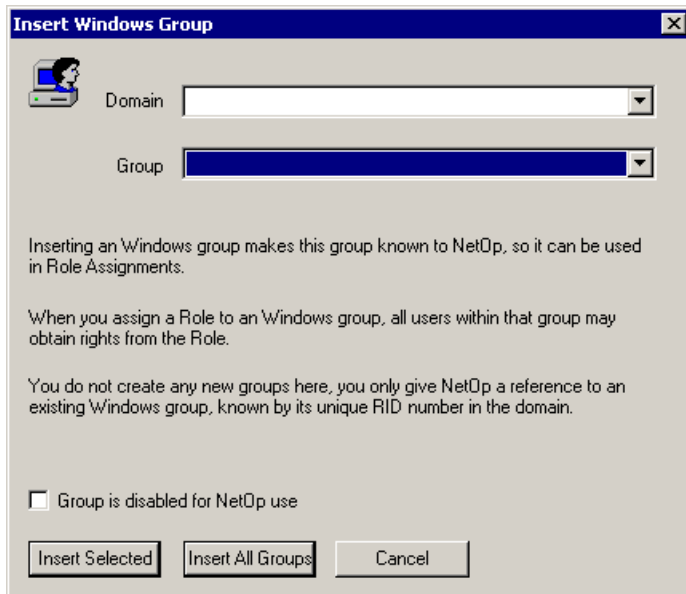 Insert Windows Group
Domain
Group
Inserting an Windows group makes this group known to NetOp, so it can be used
in Role Assignments.
When you assign a Role to an Windows group, all users within that group may
obtain rights from the Role.
You do not create any new groups here, you only give NetOp a reference to an
existing Windows group, known by its unique RID number in the domain.
Group is disabled for NetOp use
Insert Selected Insert All Groups Cancel